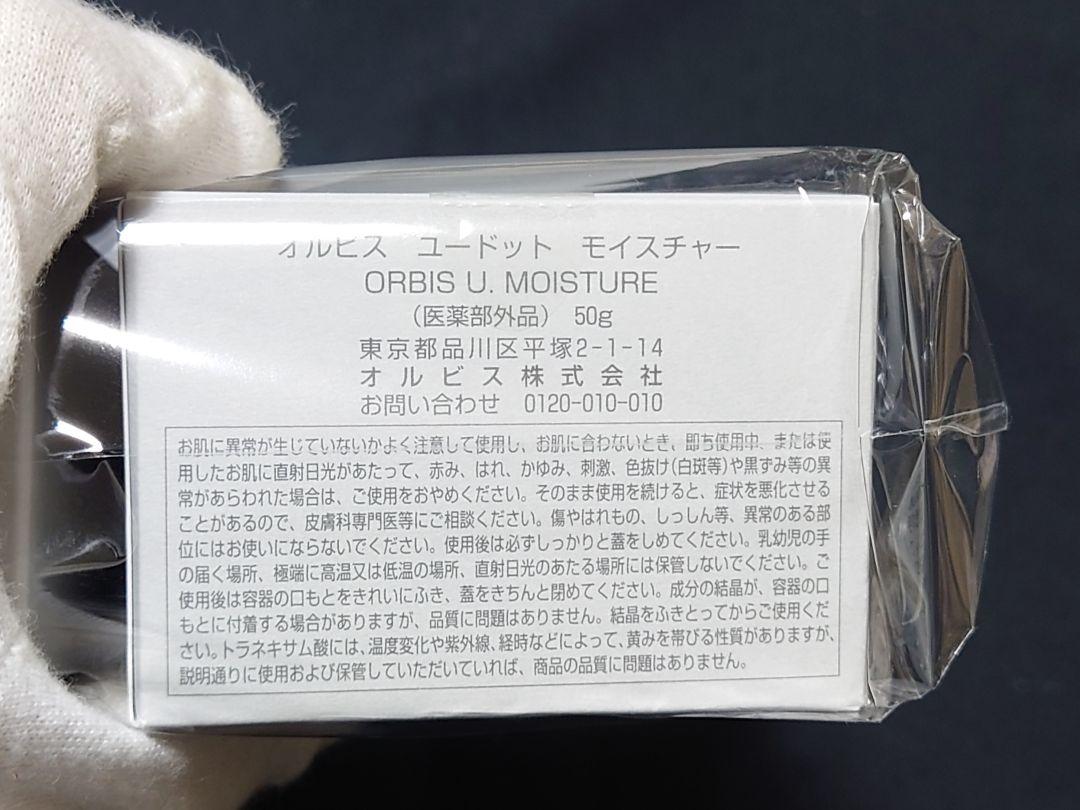 オルビス ユードット モイスチャー
ORBIS U. MOISTURE
（医薬部外品） 50g
東京都品川区平塚2-1-14
オルビス株式会社
お問い合わせ 0120-010-010
お肌に異常が生じていないかよく注意して使用し、お肌に合わないとき、即ち使用中、または使
用したお肌に直射日光があたって、赤み、はれ、かゆみ、刺激、色抜け(白斑等)や黒ずみ等の異
常があらわれた場合は、ご使用をおやめください。そのまま使用を続けると、症状を悪化させる
ことがあるので、皮膚科専門医等にご相談ください。傷やはれもの、しっしん等、異常のある部
位にはお使いにならないでください。使用後は必ずしっかりと蓋をしめてください。乳幼児の手
の届く場所、極端に高温又は低温の場所、直射日光のあたる場所には保管しないでください。ご
使用後は容器の口もとをきれいにふき、蓋をきちんと閉めてください。成分の結晶が、容器の口
もとに付着する場合がありますが、品質に問題はありません。結晶をふきとってからご使用くだ
さい。トラネキサム酸には、温度変化や紫外線、経時などによって、黄みを帯びる性質がありますが、
説明通りに使用および保管していただいていれば、商品の品質に問題はありません。